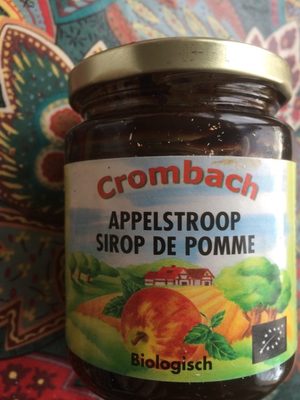 Crombach
APPELSTROOP
SIROP DE POMME
Biologisch